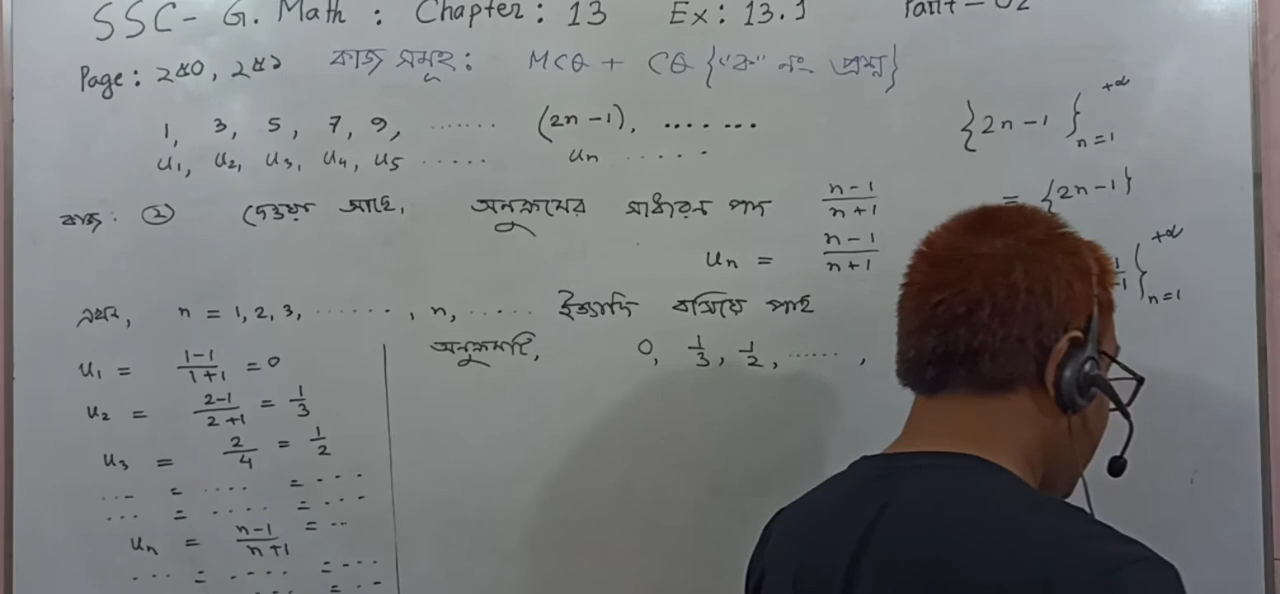 SSC- G. Math : Chapter: 13 Ex: 13.1 Part - 02
Page: ২৪০, ২৪১ কাজ সমূহ: MCQ + CQ {"ক" নং প্রশ্ন}
1, 3, 5, 7, 9, ...... (2n-1), ....... {2n-1}+∝ n=1
u1, u2, u3, u4, u5 ..... un ..... = {2n-1}
কাজ: ② দেওয়া আছে, অনুক্রমের সাধারন পদ n-1/n+1
un = n-1/n+1 }+∝ n=1
এখন, n = 1, 2, 3, ......., n, ..... ইত্যাদি বসিয়ে পাই
অনুক্রমটি, 0, 1/3, 1/2, ......,
u1 = 1-1/1+1 = 0
u2 = 2-1/2+1 = 1/3
u3 = 2/4 = 1/2
... = .... = ....
... = .... = ....
un = n-1/n+1 = ..
... = .... = ....
= ...